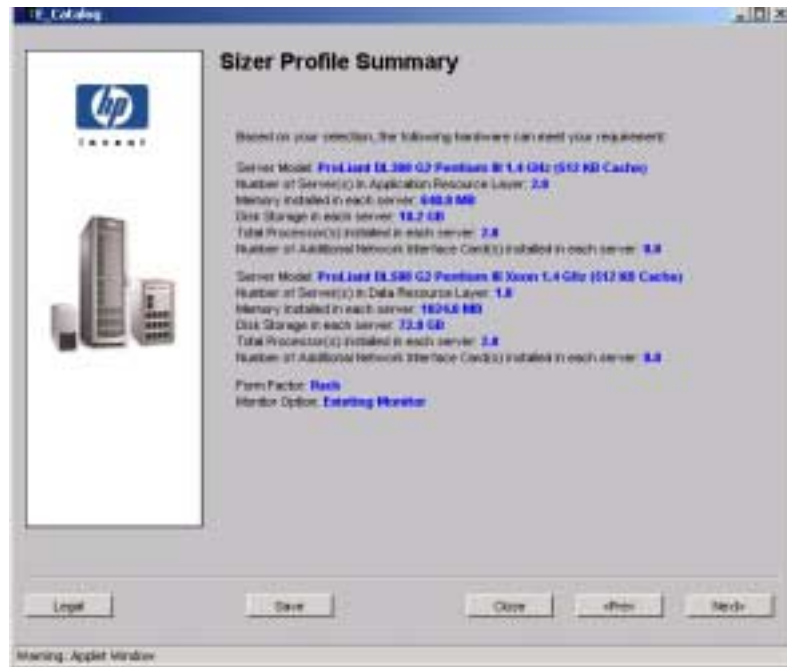 E_Catalog
Sizer Profile Summary
hp
invent
Based on your selection, the following hardware can meet your requirement:
Server Model: ProLiant DL380 G2 Pentium III 1.4 GHz (512 KB Cache)
Number of Server(s) in Application Resource Layer: 2.0
Memory installed in each server: 640.0 MB
Disk Storage in each server: 18.2 GB
Total Processor(s) installed in each server: 2.0
Number of Additional Network Interface Card(s) installed in each server: 0.0
Server Model: ProLiant DL580 G2 Pentium III Xeon 1.4 GHz (512 KB Cache)
Number of Server(s) in Data Resource Layer: 1.0
Memory installed in each server: 1024.0 MB
Disk Storage in each server: 72.8 GB
Total Processor(s) installed in each server: 2.0
Number of Additional Network Interface Card(s) installed in each server: 0.0
Form Factor: Rack
Monitor Option: Existing Monitor
Legal
Save
Close
<Prev
Next>
Warning: Applet Window